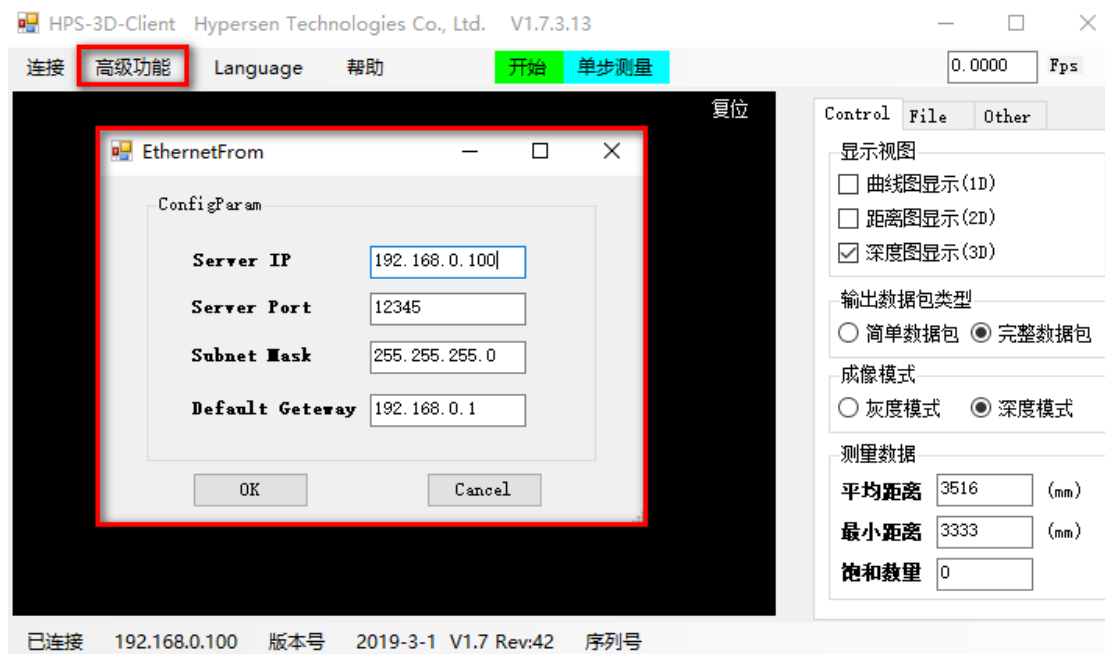 HPS-3D-Client Hypersen Technologies Co., Ltd. V1.7.3.13
连接 高级功能 Language 帮助 开始 单步测量 0.0000 Fps
复位
EthernetFrom
ConfigParam
Server IP 192.168.0.100
Server Port 12345
Subnet Mask 255.255.255.0
Default Geteway 192.168.0.1
OK Cancel
Control File Other
显示视图
曲线图显示(1D)
距离图显示(2D)
深度图显示(3D)
输出数据包类型
简单数据包 完整数据包
成像模式
灰度模式 深度模式
测量数据
平均距离 3516 (mm)
最小距离 3333 (mm)
饱和数量 0
已连接 192.168.0.100 版本号 2019-3-1 V1.7 Rev:42 序列号